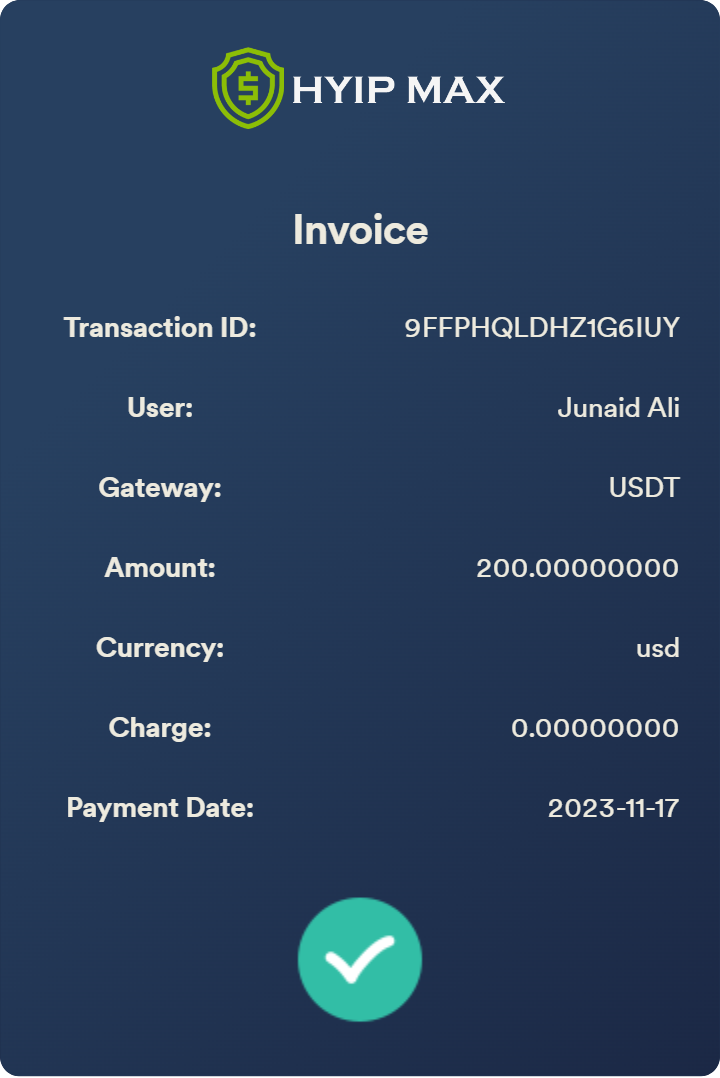 HYIP MAX
Invoice
Transaction ID: 9FFPHQLDHZ1G6IUY
User: Junaid Ali
Gateway: USDT
Amount: 200.00000000
Currency: usd
Charge: 0.00000000
Payment Date: 2023-11-17